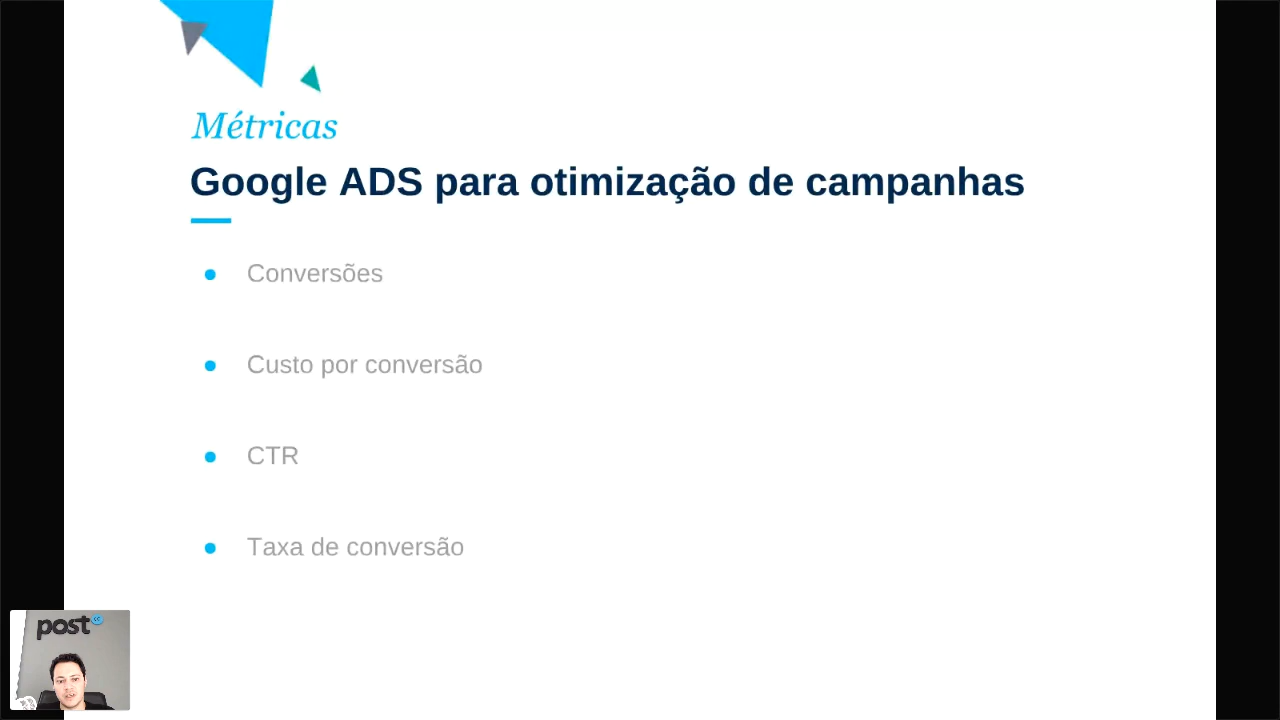 Métricas
Google ADS para otimização de campanhas
Conversões
Custo por conversão
CTR
Taxa de conversão
post